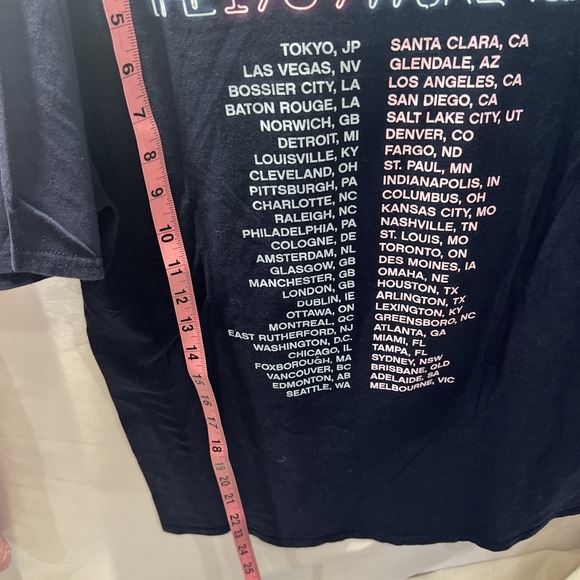 THE 1989 WORLD TOUR
TOKYO, JP
LAS VEGAS, NV
BOSSIER CITY, LA
BATON ROUGE, LA
NORWICH, GB
DETROIT, MI
LOUISVILLE, KY
CLEVELAND, OH
PITTSBURGH, PA
CHARLOTTE, NC
RALEIGH, NC
PHILADELPHIA, PA
COLOGNE, DE
AMSTERDAM, NL
GLASGOW, GB
MANCHESTER, GB
LONDON, GB
DUBLIN, IE
OTTAWA, ON
MONTREAL, QC
EAST RUTHERFORD, NJ
WASHINGTON, D.C.
CHICAGO, IL
FOXBOROUGH, MA
VANCOUVER, BC
EDMONTON, AB
SEATTLE, WA
SANTA CLARA, CA
GLENDALE, AZ
LOS ANGELES, CA
SAN DIEGO, CA
SALT LAKE CITY, UT
DENVER, CO
FARGO, ND
ST. PAUL, MN
INDIANAPOLIS, IN
COLUMBUS, OH
KANSAS CITY, MO
NASHVILLE, TN
ST. LOUIS, MO
TORONTO, ON
DES MOINES, IA
OMAHA, NE
HOUSTON, TX
ARLINGTON, TX
LEXINGTON, KY
GREENSBORO, NC
ATLANTA, GA
MIAMI, FL
TAMPA, FL
SYDNEY, NSW
BRISBANE, QLD
ADELAIDE, SA
MELBOURNE, VIC
5
6
7
8
9
10
11
12
13
14
15
16
17
18
19
20
21
22
23
24
25